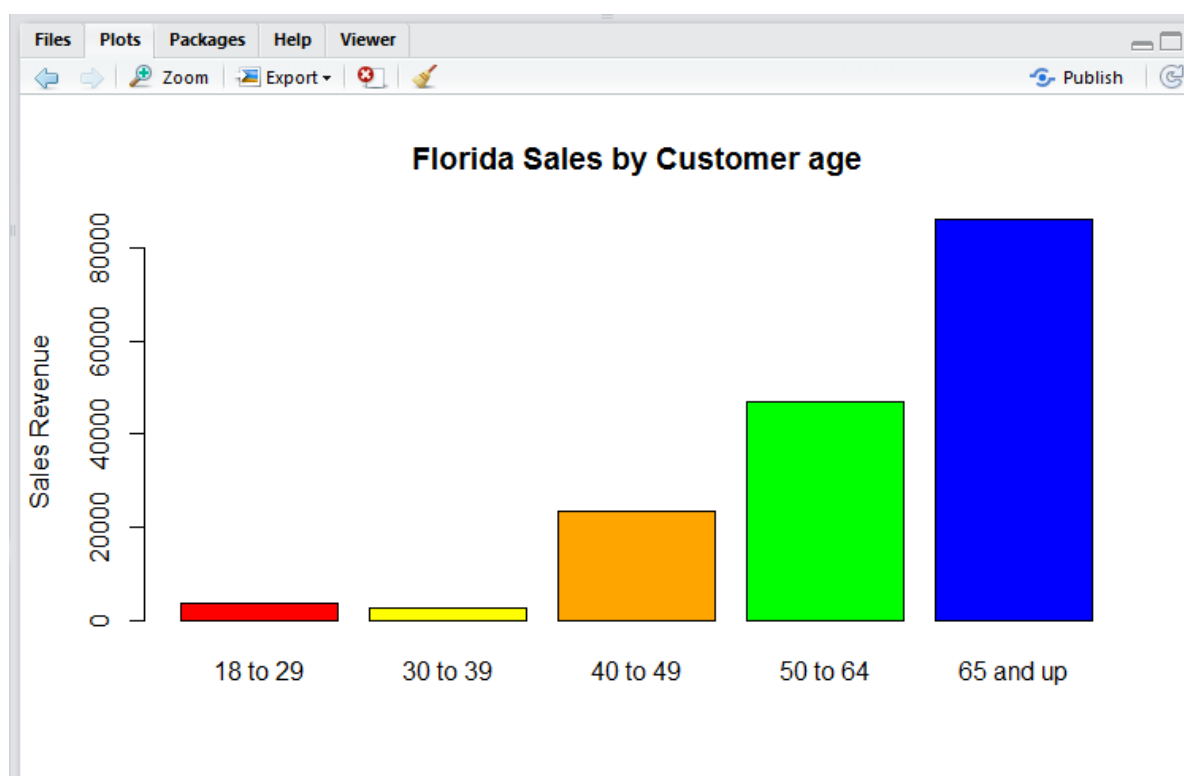 Files Plots Packages Help Viewer
Zoom Export Publish
Florida Sales by Customer age
Sales Revenue
80000
60000
40000
20000
0
18 to 29 30 to 39 40 to 49 50 to 64 65 and up